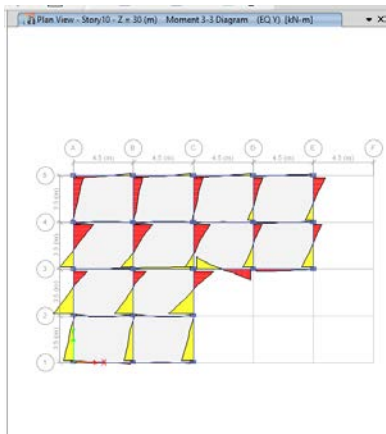 Plan View - Story10 - Z = 30 (m) Moment 3-3 Diagram (EQ Y) [kN-m]
A B C D E F
4.5 (m) 4.5 (m) 4.5 (m) 4.5 (m) 4.5 (m)
5
4
3
2
1
X